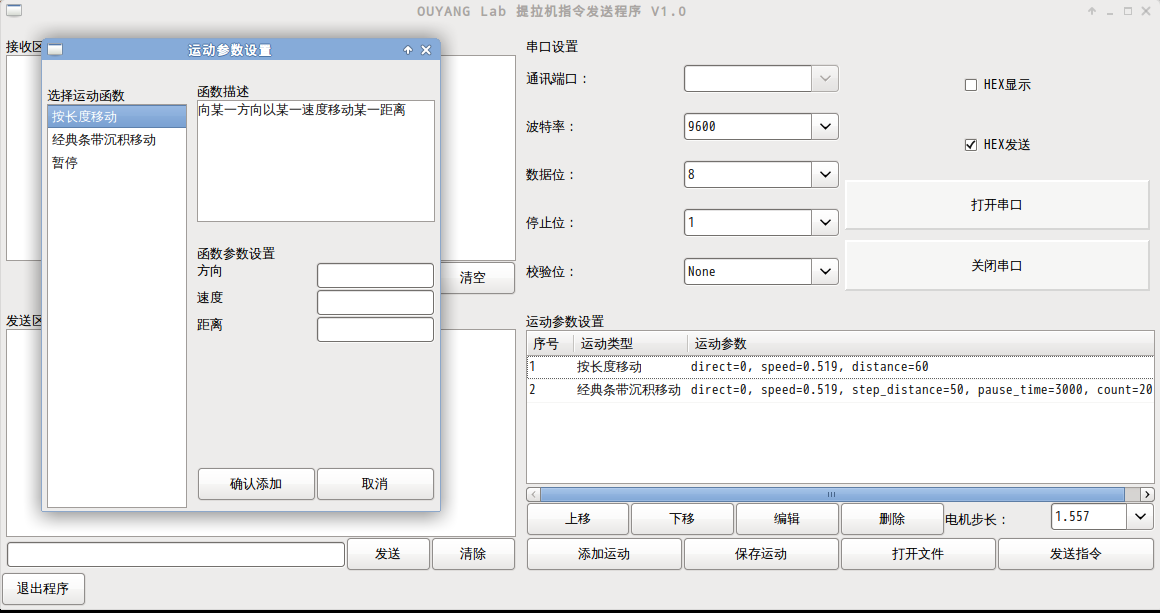 OUYANG Lab 提拉机指令发送程序 V1.0
接收区
运动参数设置
选择运动函数
按长度移动
经典条带沉积移动
暂停
函数描述
向某一方向以某一速度移动某一距离
函数参数设置
方向
速度
距离
确认添加
取消
清空
发送区
发送
清除
退出程序
串口设置
通讯端口：
波特率： 9600
数据位： 8
停止位： 1
校验位： None
HEX显示
HEX发送
打开串口
关闭串口
运动参数设置
序号 运动类型 运动参数
1 按长度移动 direct=0, speed=0.519, distance=60
2 经典条带沉积移动 direct=0, speed=0.519, step_distance=50, pause_time=3000, count=20
上移 下移 编辑 删除 电机步长： 1.557
添加运动 保存运动 打开文件 发送指令